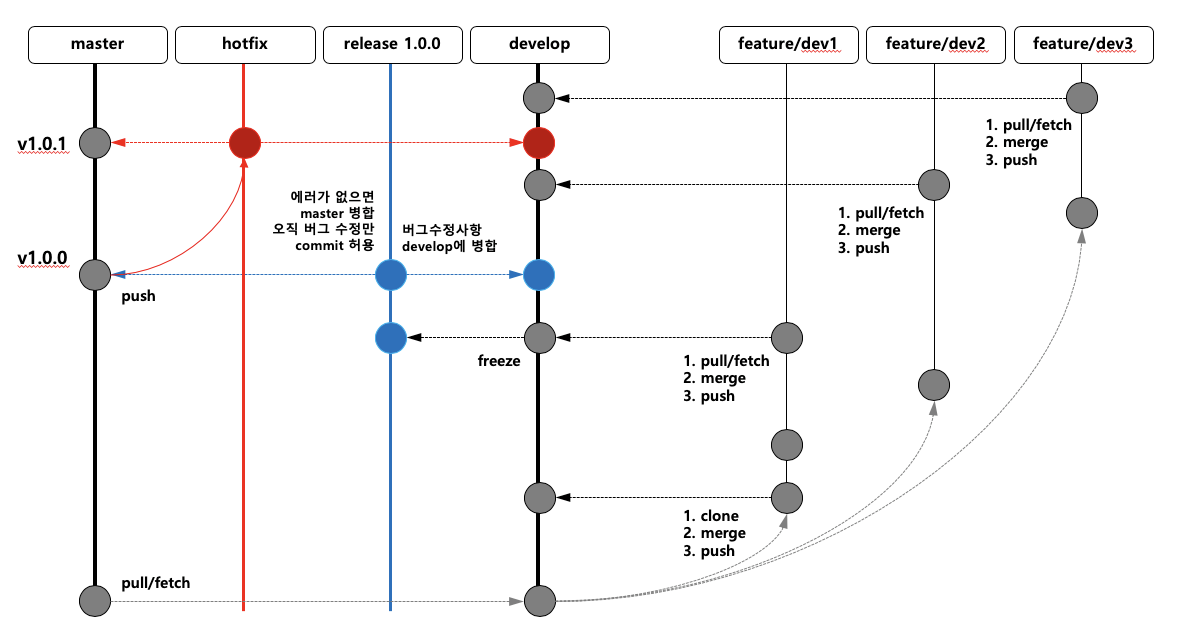 master
hotfix
release 1.0.0
develop
feature/dev1
feature/dev2
feature/dev3
1. pull/fetch
2. merge
3. push
v1.0.1
에러가 없으면
master 병합
오직 버그 수정만
commit 허용
버그수정사항
develop에 병합
1. pull/fetch
2. merge
3. push
v1.0.0
push
freeze
1. pull/fetch
2. merge
3. push
1. clone
2. merge
3. push
pull/fetch